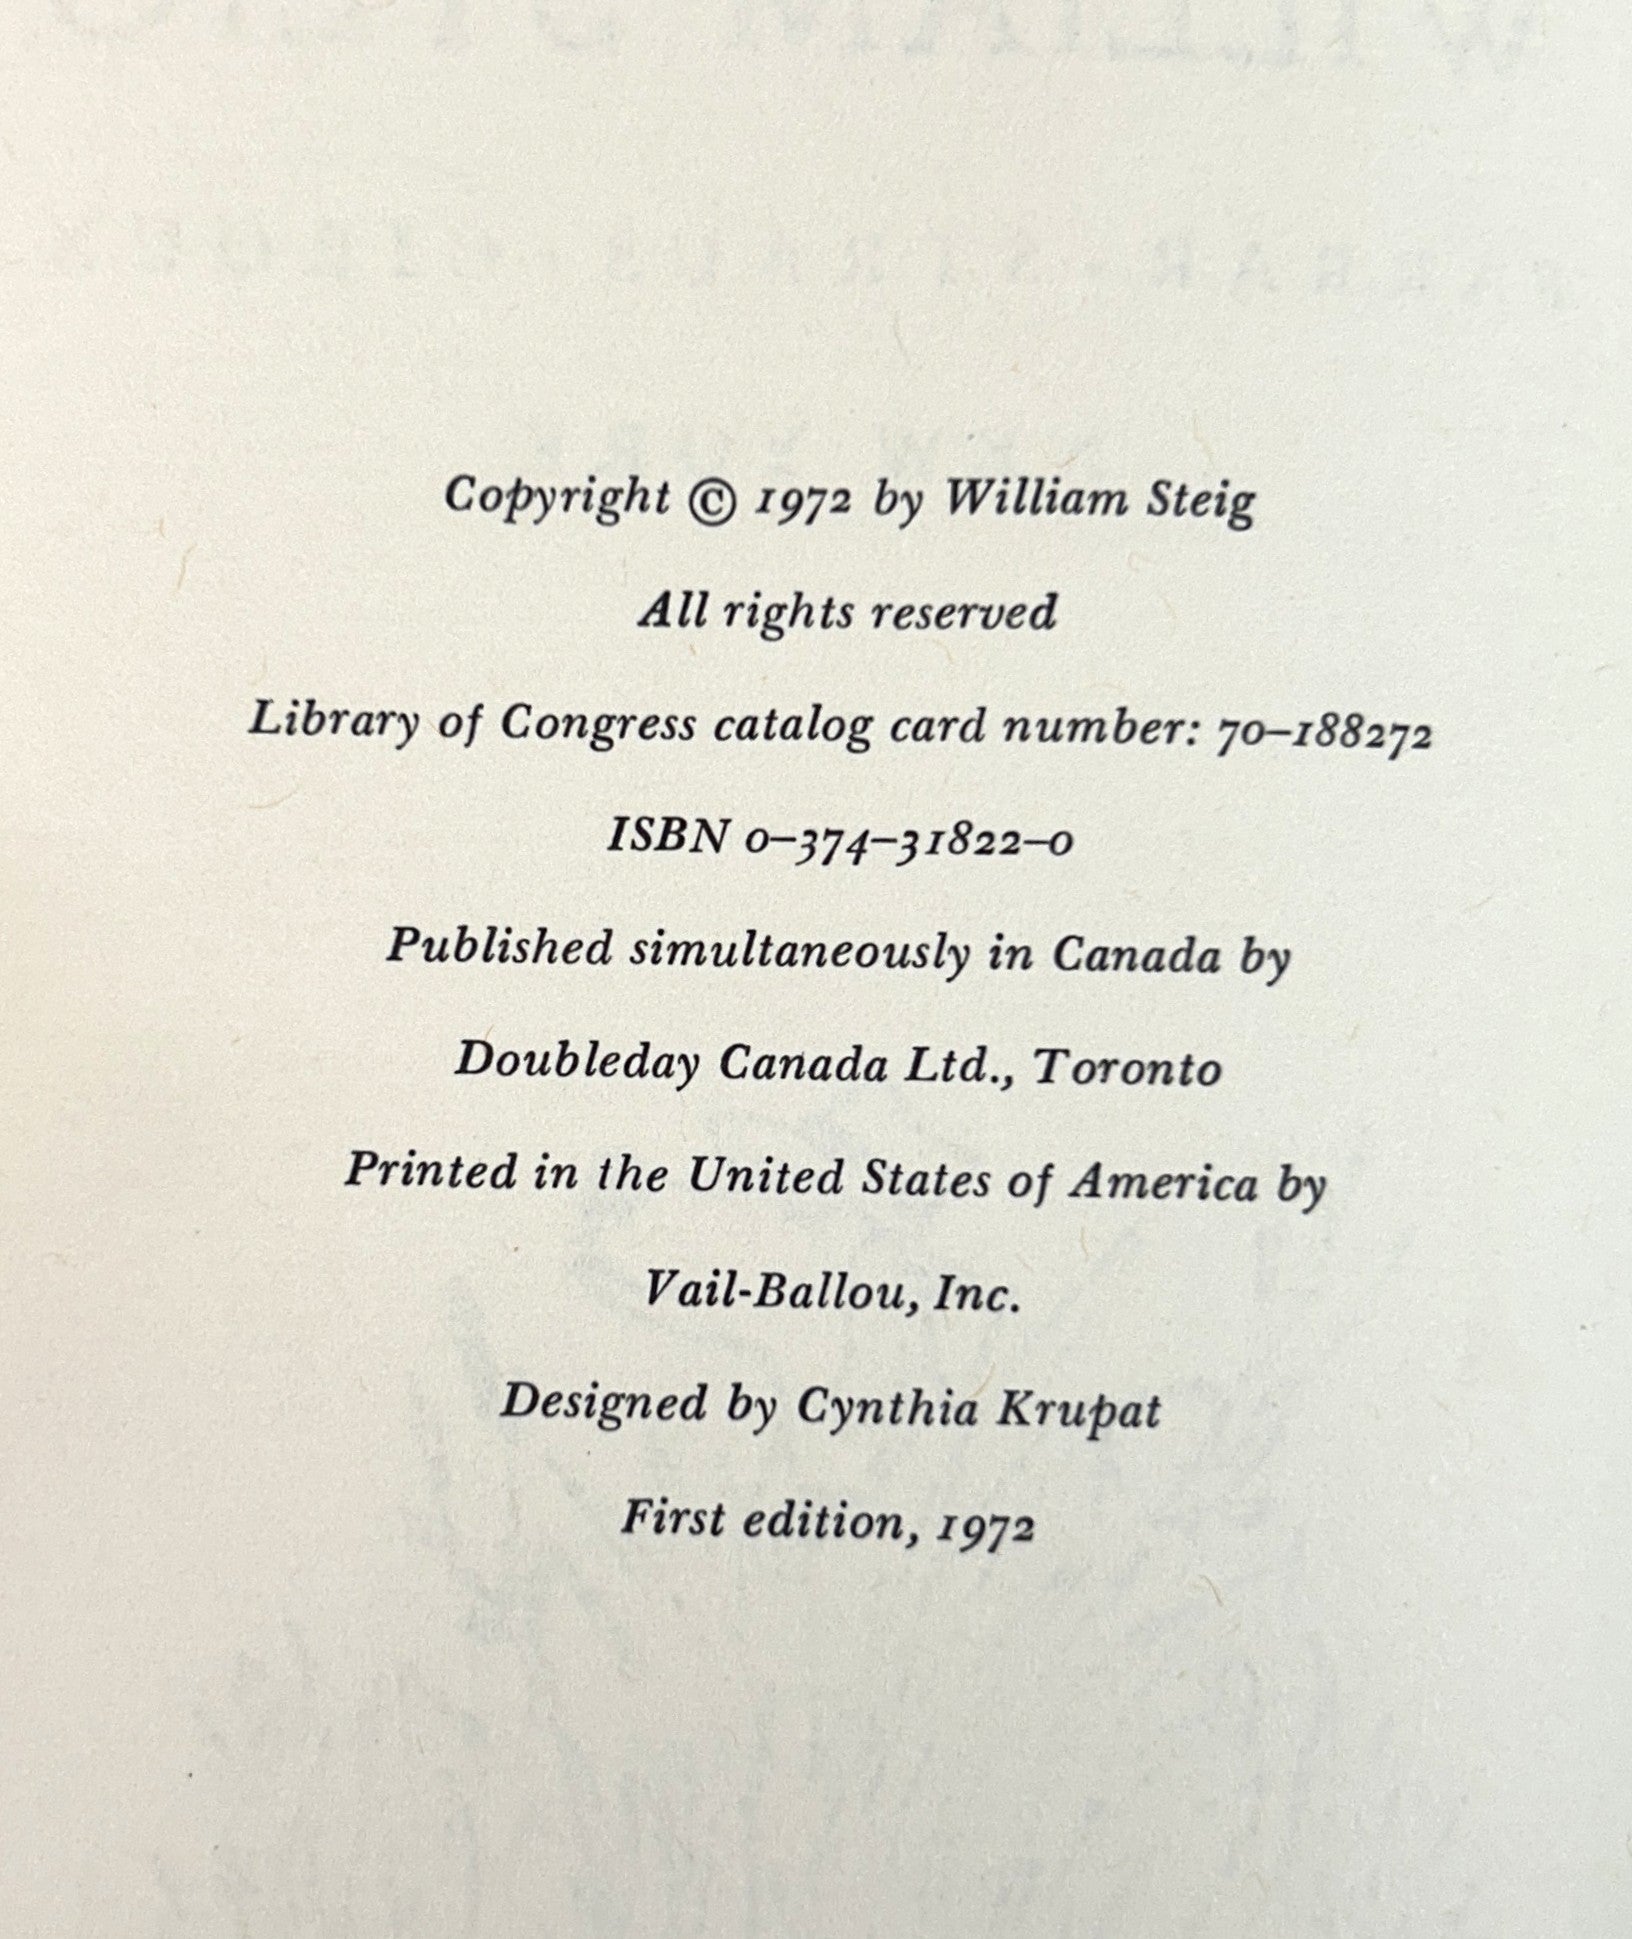 Copyright © 1972 by William Steig
All rights reserved
Library of Congress catalog card number: 70–188272
ISBN 0–374–31822–0
Published simultaneously in Canada by
Doubleday Canada Ltd., Toronto
Printed in the United States of America by
Vail-Ballou, Inc.
Designed by Cynthia Krupat
First edition, 1972